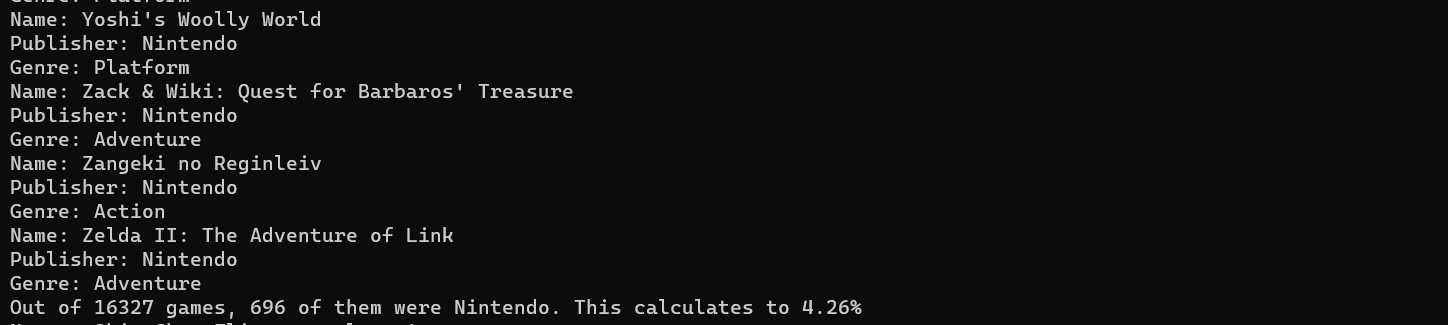 Genre: Platform
Name: Yoshi's Woolly World
Publisher: Nintendo
Genre: Platform
Name: Zack & Wiki: Quest for Barbaros' Treasure
Publisher: Nintendo
Genre: Adventure
Name: Zangeki no Reginleiv
Publisher: Nintendo
Genre: Action
Name: Zelda II: The Adventure of Link
Publisher: Nintendo
Genre: Adventure
Out of 16327 games, 696 of them were Nintendo. This calculates to 4.26%